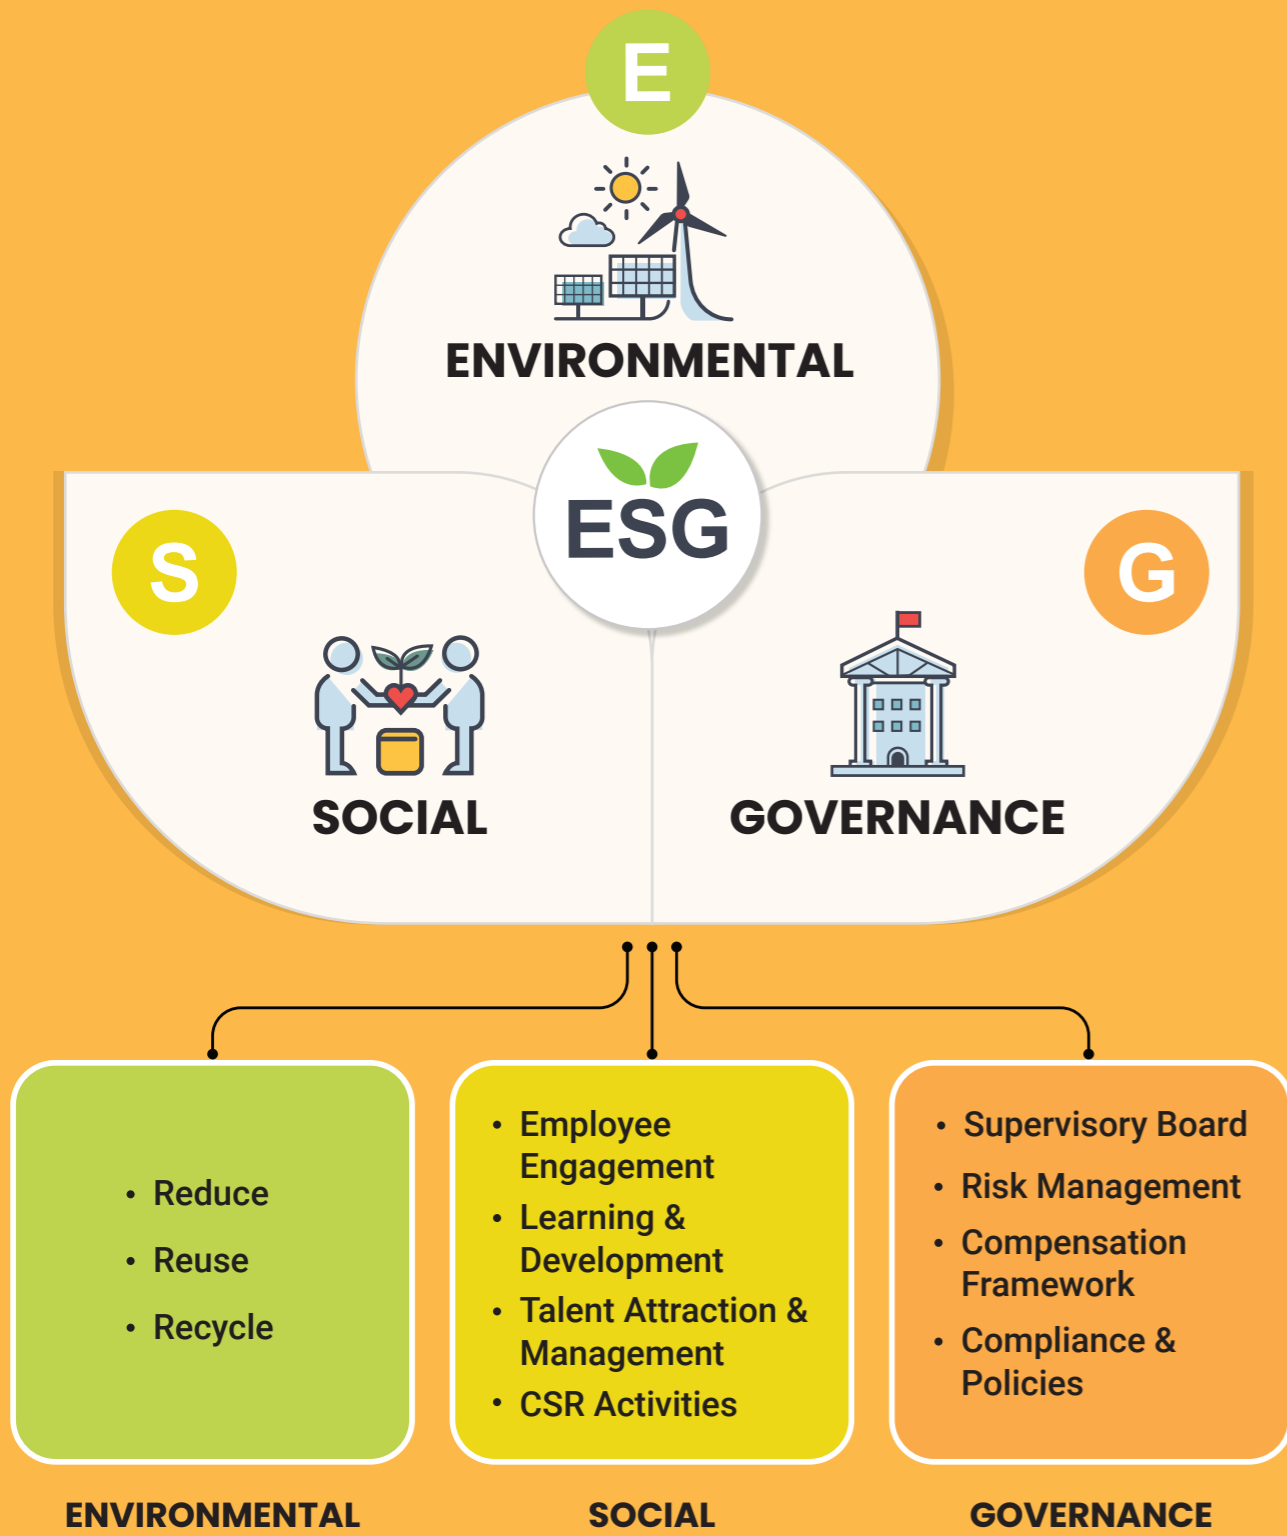 E
ENVIRONMENTAL
ESG
S
G
SOCIAL
GOVERNANCE
• Reduce
• Reuse
• Recycle
• Employee
Engagement
• Learning &
Development
• Talent Attraction &
Management
• CSR Activities
• Supervisory Board
• Risk Management
• Compensation
Framework
• Compliance &
Policies
ENVIRONMENTAL
SOCIAL
GOVERNANCE